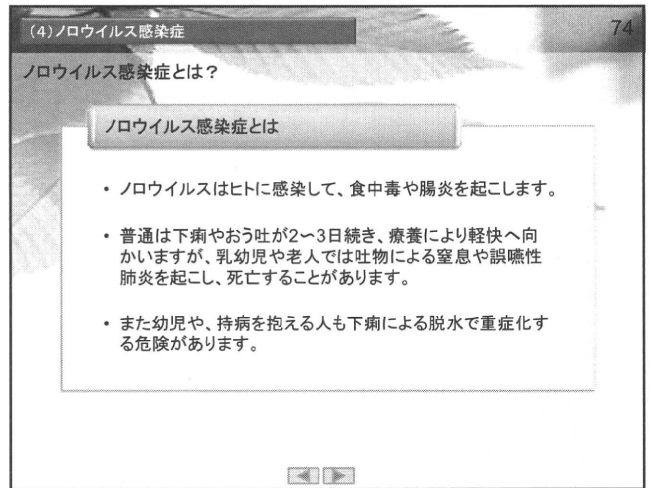 (4)ノロウイルス感染症
74
ノロウイルス感染症とは？
ノロウイルス感染症とは
・ ノロウイルスはヒトに感染して、食中毒や腸炎を起こします。
・ 普通は下痢やおう吐が2～3日続き、療養により軽快へ向
かいますが、乳幼児や老人では吐物による窒息や誤嚥性
肺炎を起こし、死亡することがあります。
・ また幼児や、持病を抱える人も下痢による脱水で重症化す
る危険があります。